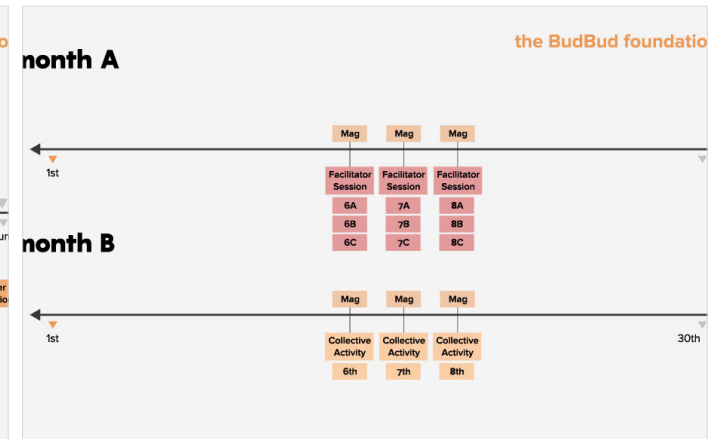 the BudBud foundatio
month A
Mag Mag Mag
1st
Facilitator Session Facilitator Session Facilitator Session
6A 7A 8A
6B 7B 8B
6C 7C 8C
month B
Mag Mag Mag
1st 30th
Collective Activity Collective Activity Collective Activity
6th 7th 8th